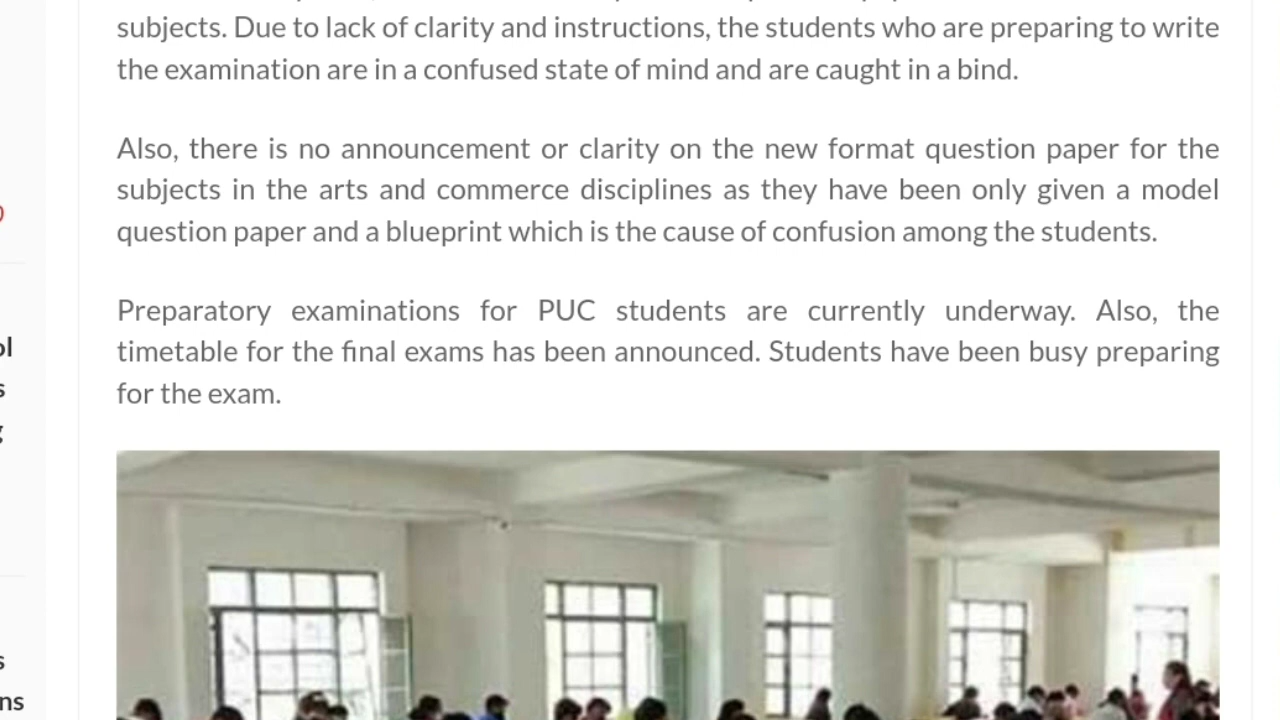 subjects. Due to lack of clarity and instructions, the students who are preparing to write
the examination are in a confused state of mind and are caught in a bind.
Also, there is no announcement or clarity on the new format question paper for the
subjects in the arts and commerce disciplines as they have been only given a model
question paper and a blueprint which is the cause of confusion among the students.
Preparatory examinations for PUC students are currently underway. Also, the
timetable for the final exams has been announced. Students have been busy preparing
for the exam.